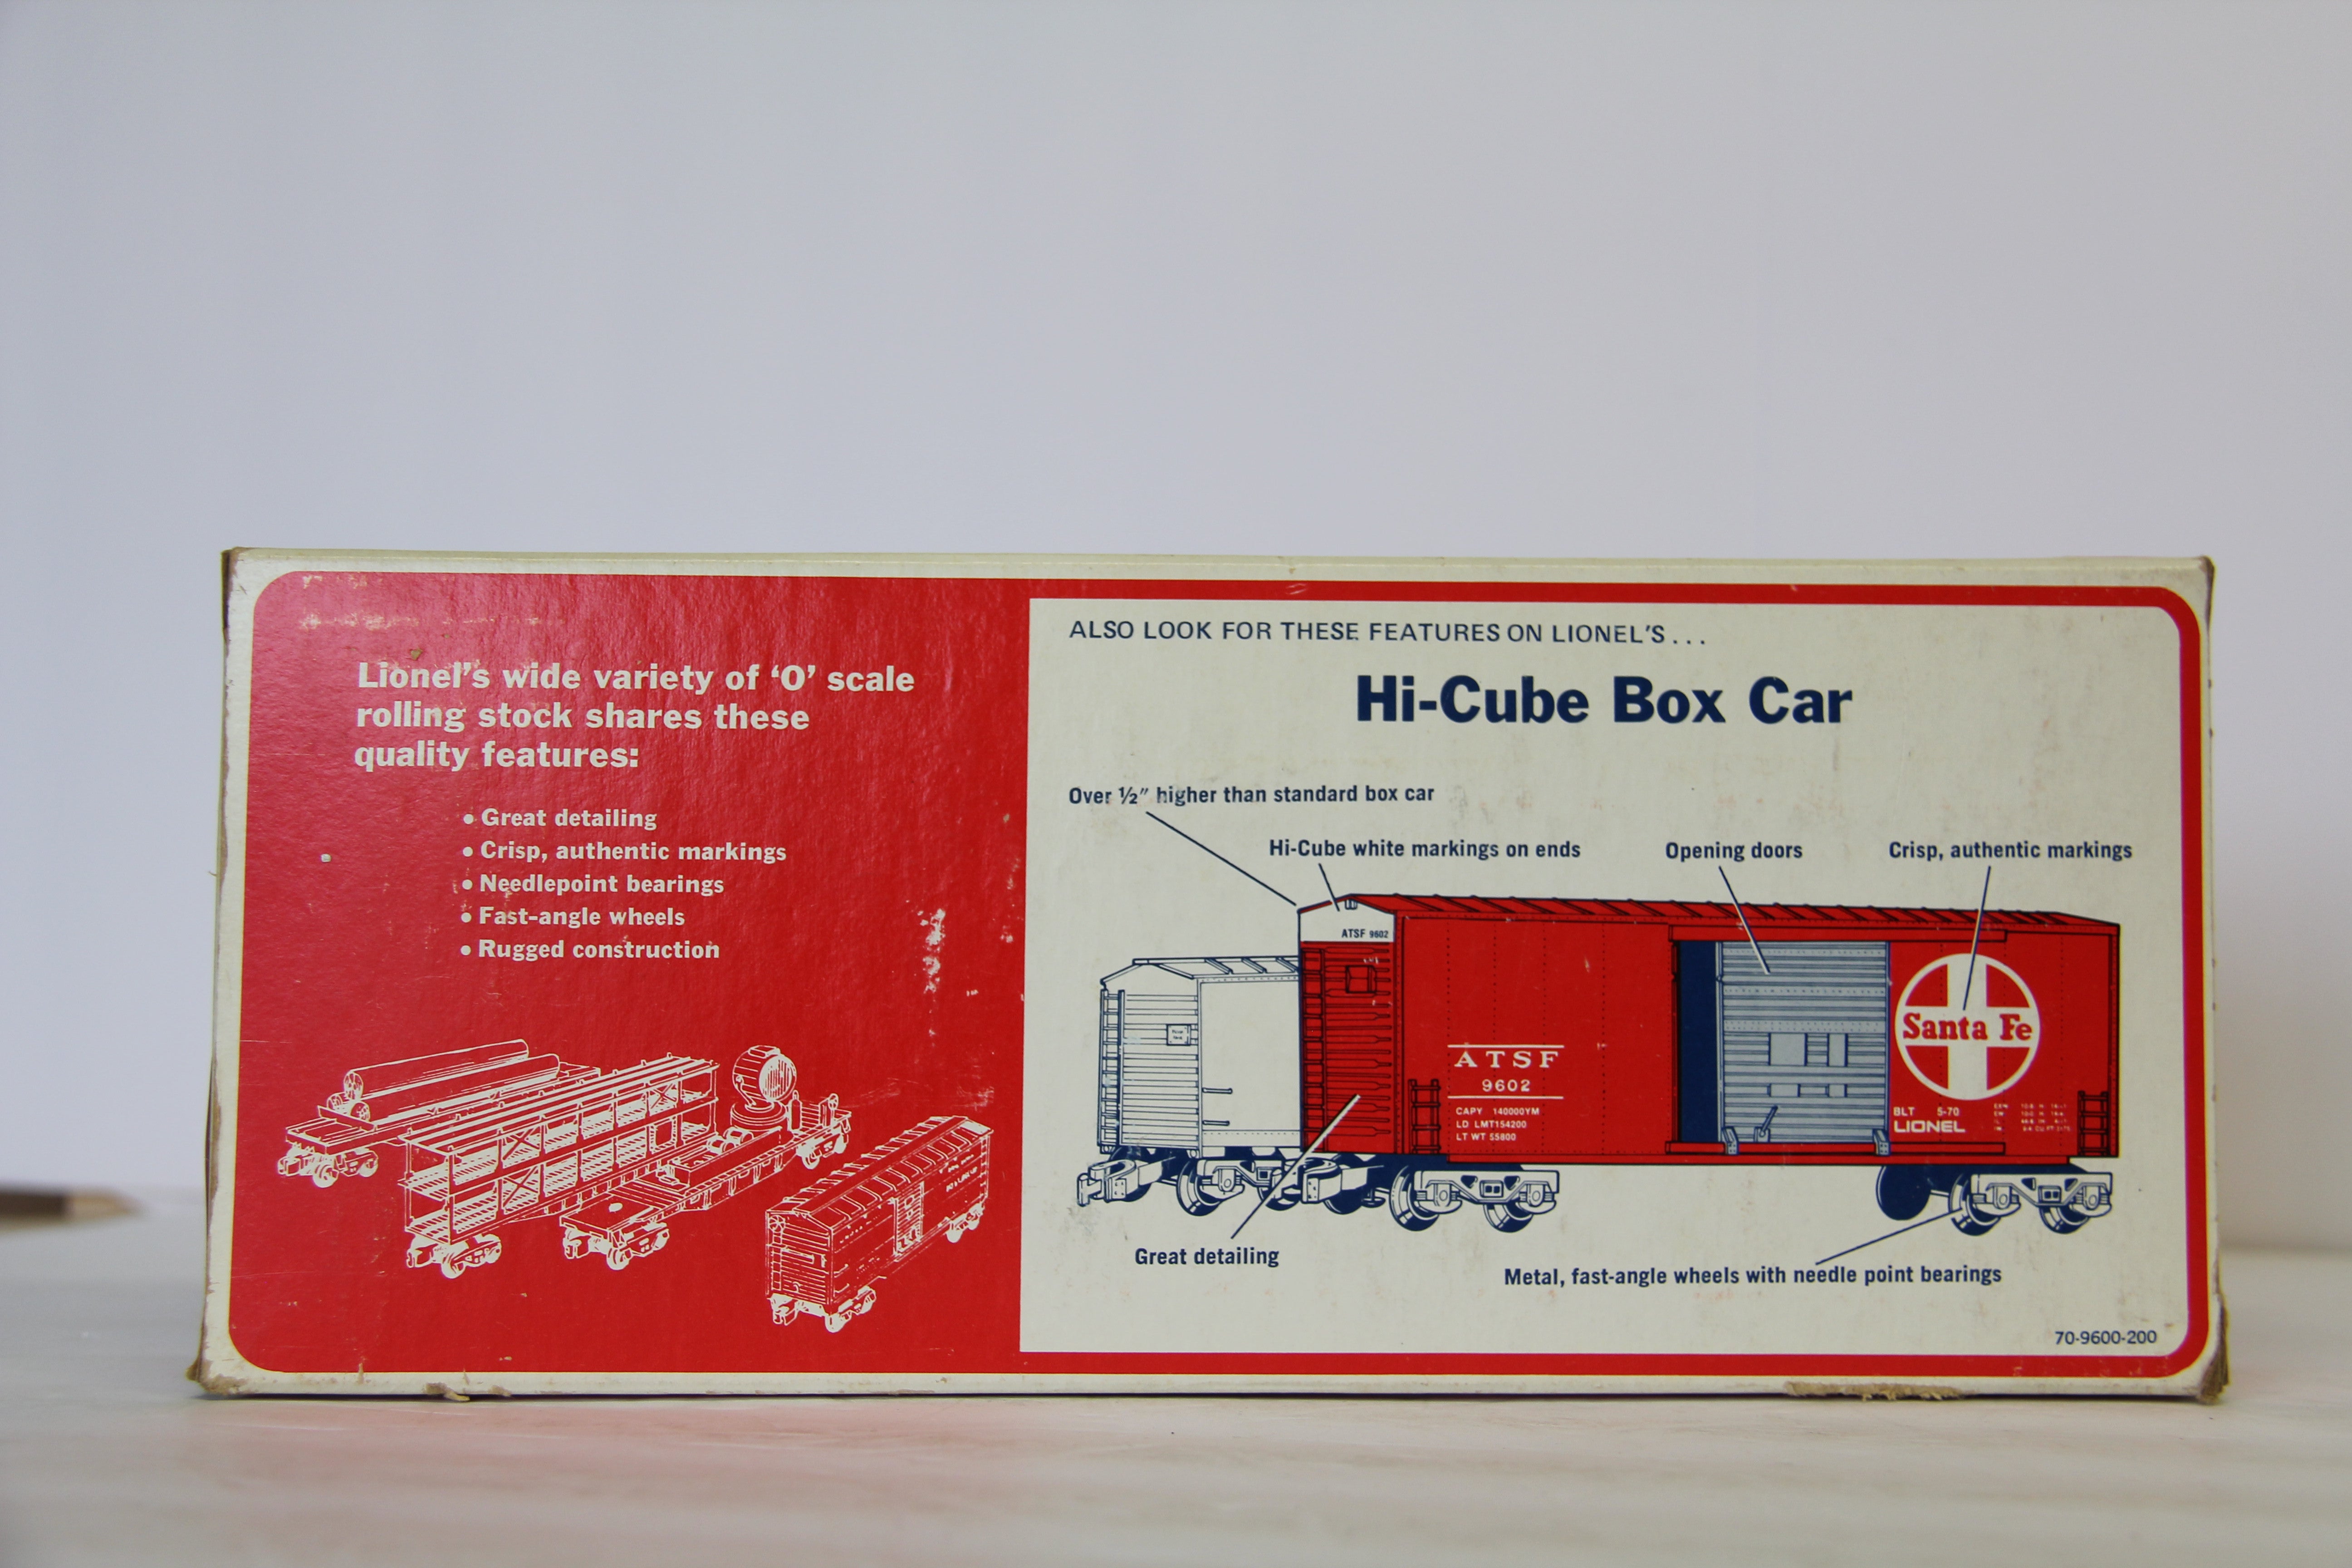 Lionel's wide variety of ‘O’ scale
rolling stock shares these
quality features:
• Great detailing
• Crisp, authentic markings
• Needlepoint bearings
• Fast-angle wheels
• Rugged construction
ALSO LOOK FOR THESE FEATURES ON LIONEL'S . . .
Hi-Cube Box Car
Over ½″ higher than standard box car
Hi-Cube white markings on ends
Opening doors
Crisp, authentic markings
ATSF 9602
ATSF
9602
CAPY 140000YM
LD LMT154200
LT WT 55800
Santa Fe
BLT 5-70
LIONEL
Great detailing
Metal, fast-angle wheels with needle point bearings
70-9600-200